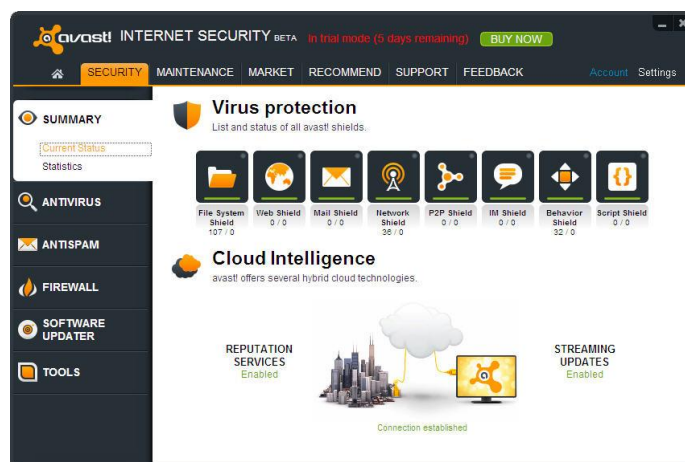 avast! INTERNET SECURITY BETA In trial mode (5 days remaining) BUY NOW
SECURITY MAINTENANCE MARKET RECOMMEND SUPPORT FEEDBACK Account Settings
SUMMARY
Current Status
Statistics
ANTIVIRUS
ANTISPAM
FIREWALL
SOFTWARE
UPDATER
TOOLS
Virus protection
List and status of all avast! shields.
File System
Shield
107 / 0
Web Shield
0 / 0
Mail Shield
0 / 0
Network
Shield
36 / 0
P2P Shield
0 / 0
IM Shield
0 / 0
Behavior
Shield
32 / 0
Script Shield
0 / 0
Cloud Intelligence
avast! offers several hybrid cloud technologies.
REPUTATION
SERVICES
Enabled
STREAMING
UPDATES
Enabled
Connection established